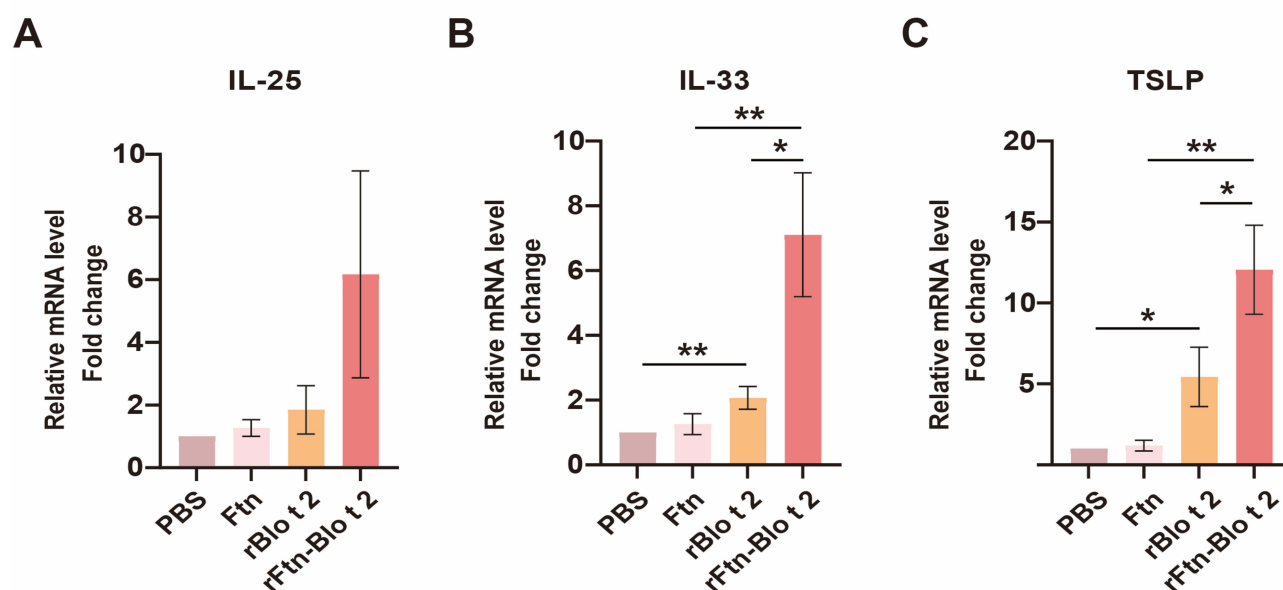 A
IL-25
Relative mRNA level
Fold change
10
8
6
4
2
0
PBS
Ftn
rBlo t 2
rFtn-Blo t 2
B
IL-33
Relative mRNA level
Fold change
10
8
6
4
2
0
**
*
**
PBS
Ftn
rBlo t 2
rFtn-Blo t 2
C
TSLP
Relative mRNA level
Fold change
20
15
10
5
**
*
*
PBS
Ftn
rBlo t 2
rFtn-Blo t 2